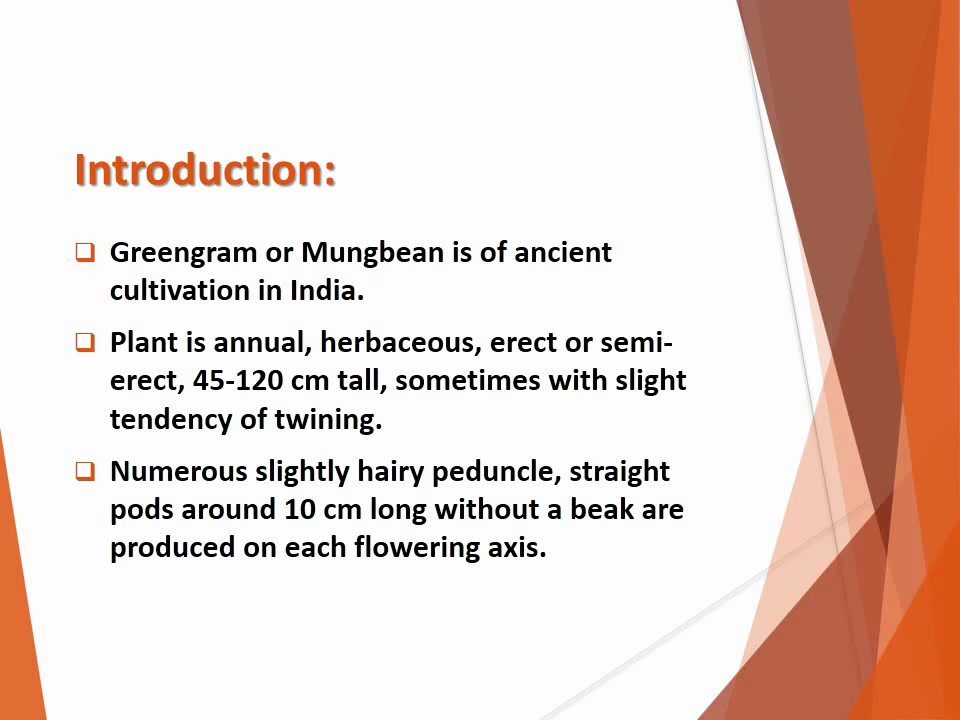 Introduction:
Greengram or Mungbean is of ancient
cultivation in India.
Plant is annual, herbaceous, erect or semi-
erect, 45-120 cm tall, sometimes with slight
tendency of twining.
Numerous slightly hairy peduncle, straight
pods around 10 cm long without a beak are
produced on each flowering axis.